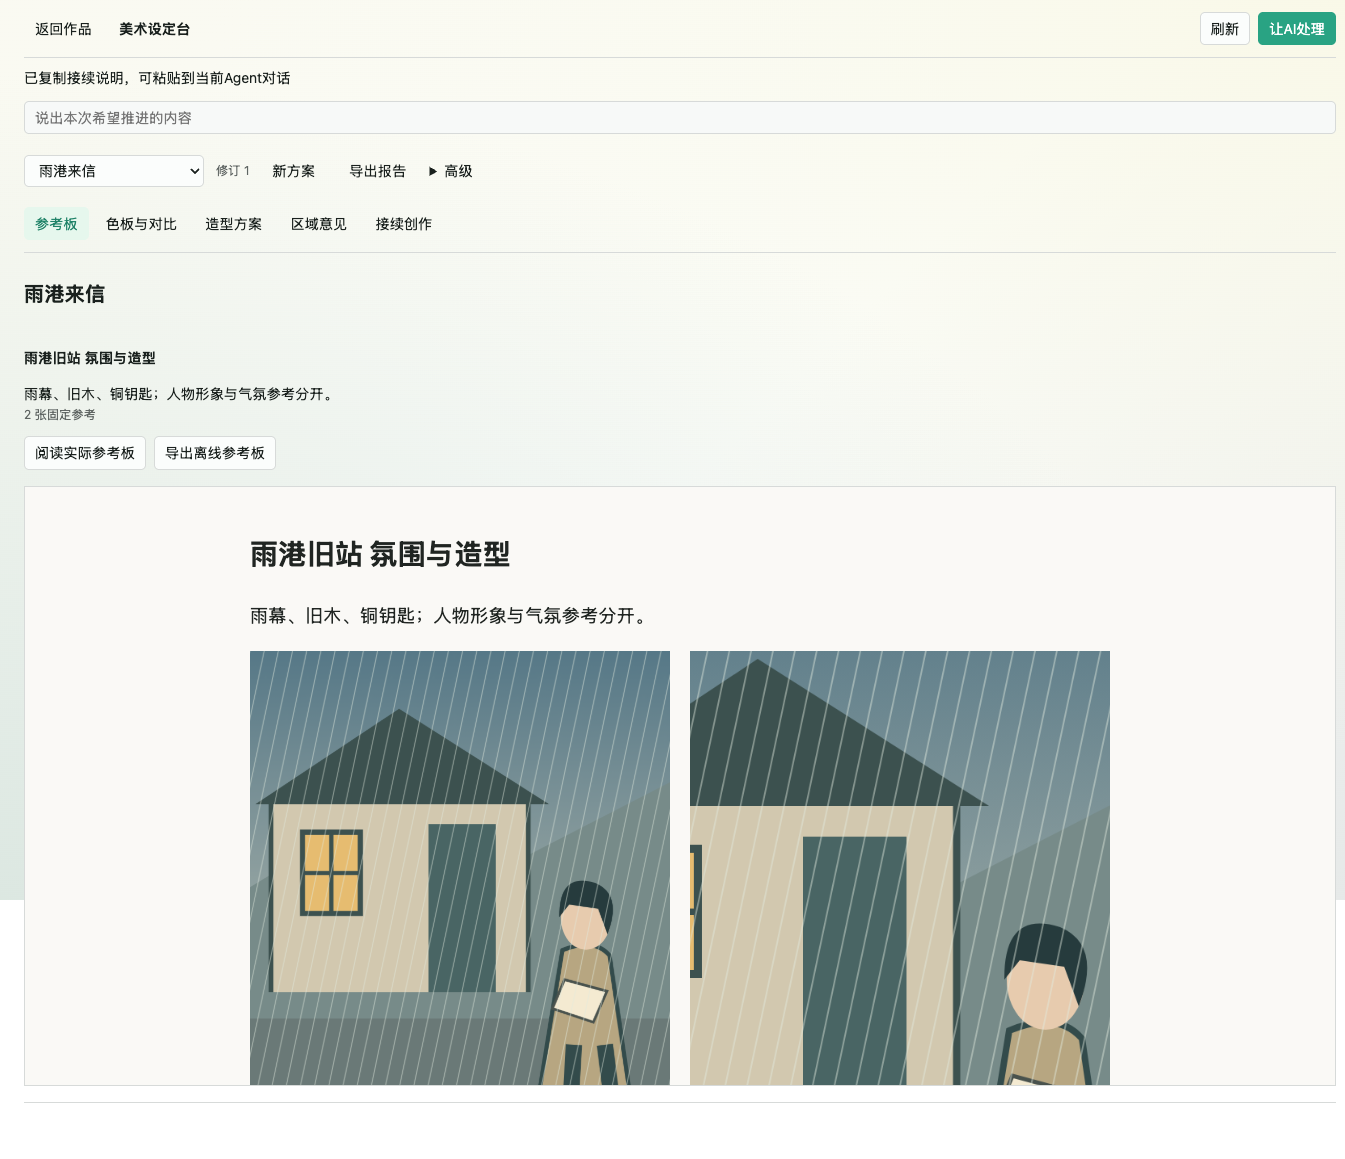 返回作品 美术设定台 刷新 让AI处理
已复制接续说明，可粘贴到当前Agent对话
说出本次希望推进的内容
雨港来信 修订 1 新方案 导出报告 ▶ 高级
参考板 色板与对比 造型方案 区域意见 接续创作
雨港来信
雨港旧站 氛围与造型
雨幕、旧木、铜钥匙；人物形象与气氛参考分开。
2 张固定参考
阅读实际参考板 导出离线参考板
雨港旧站 氛围与造型
雨幕、旧木、铜钥匙；人物形象与气氛参考分开。